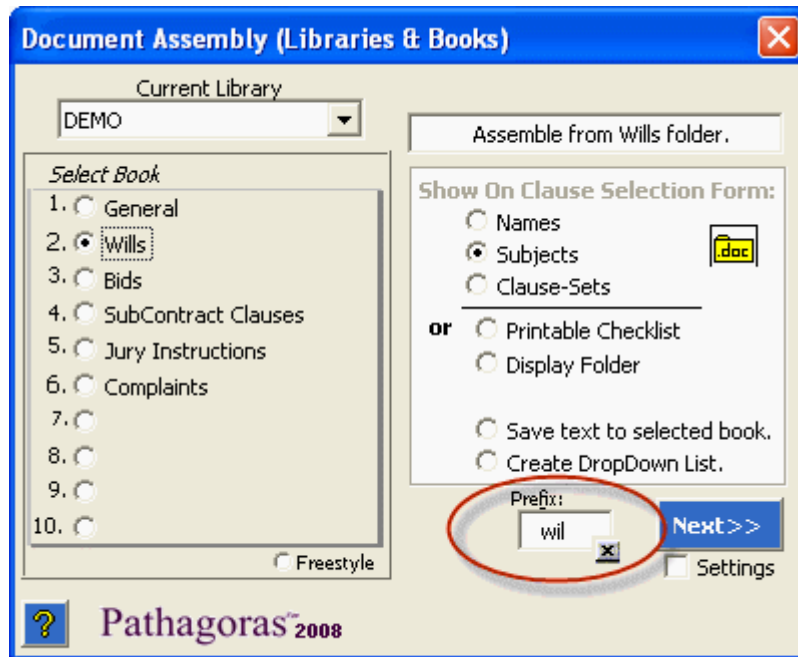 Document Assembly (Libraries & Books)
Current Library
DEMO
Assemble from Wills folder.
Select Book
1. General
2. Wills
3. Bids
4. SubContract Clauses
5. Jury Instructions
6. Complaints
7.
8.
9.
10.
Freestyle
Show On Clause Selection Form:
Names
Subjects
.doc
Clause-Sets
or Printable Checklist
Display Folder
Save text to selected book.
Create DropDown List.
Prefix:
wil
x
Next>>
Settings
?
Pathagoras™ 2008